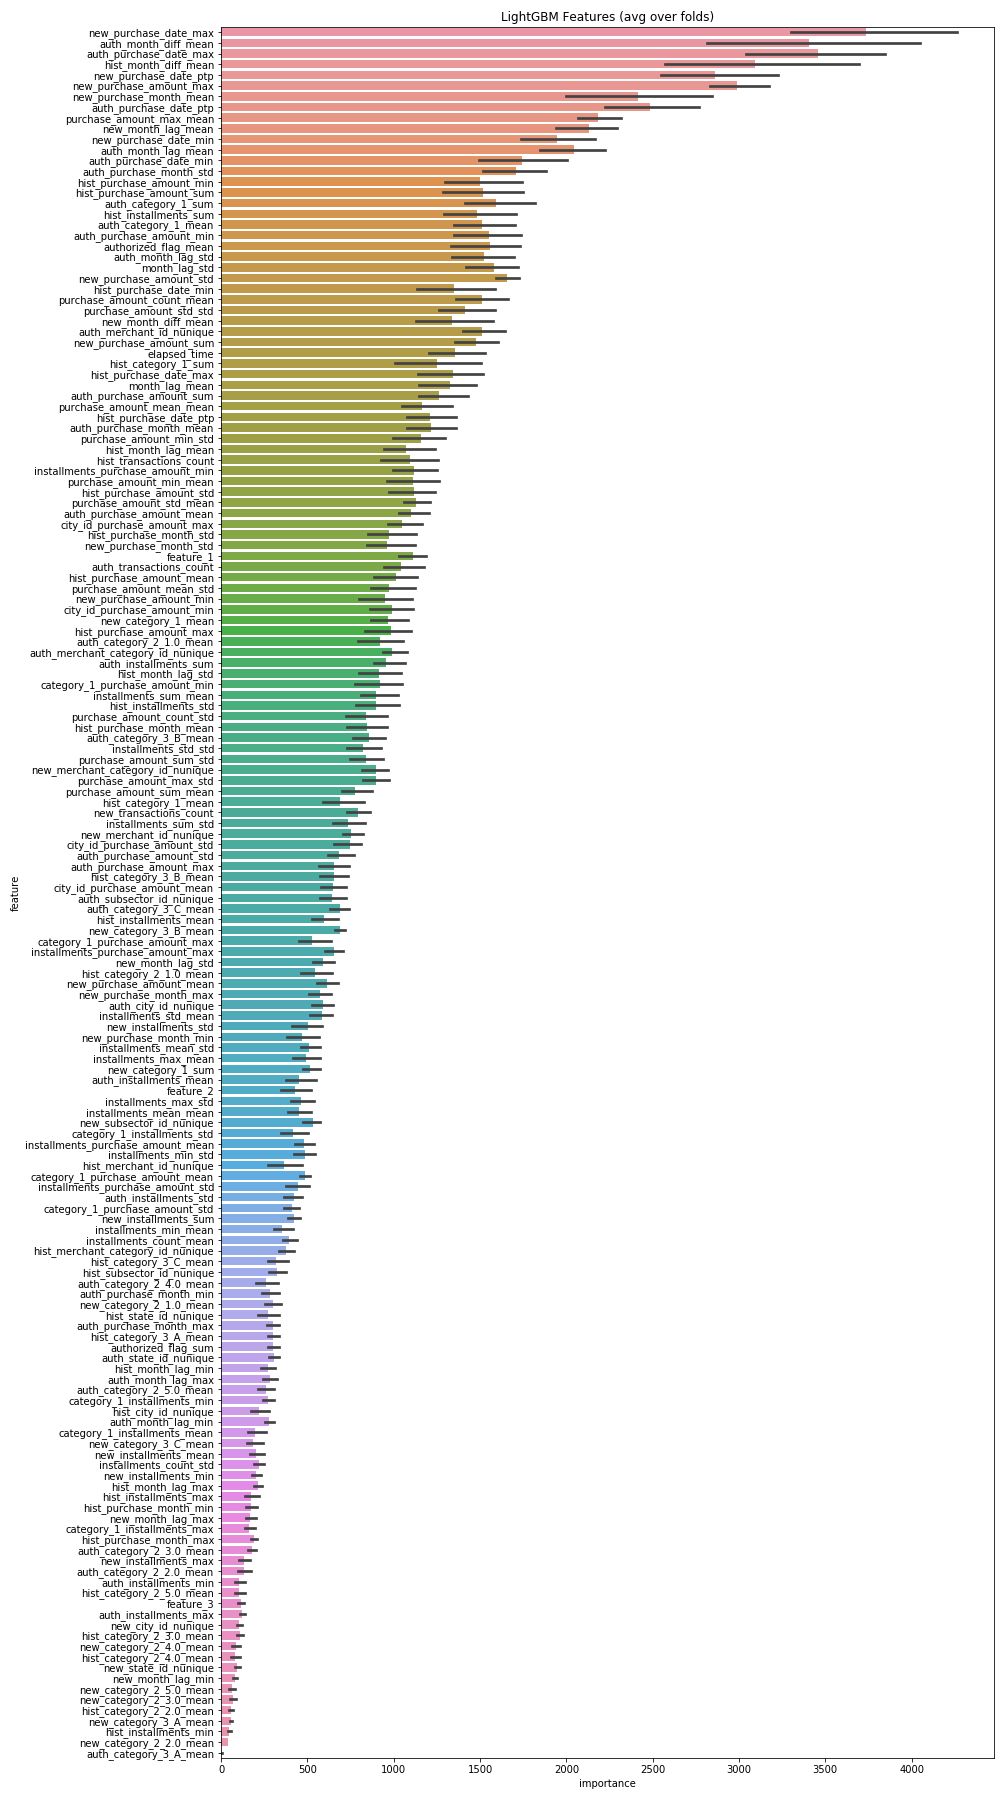 LightGBM Features (avg over folds)
new_purchase_date_max
auth_month_diff_mean
auth_purchase_date_max
hist_month_diff_mean
new_purchase_date_ptp
new_purchase_amount_max
new_purchase_month_mean
auth_purchase_date_ptp
purchase_amount_max_mean
new_month_lag_mean
new_purchase_date_min
auth_month_lag_mean
auth_purchase_date_min
auth_purchase_month_std
hist_purchase_amount_min
hist_purchase_amount_sum
auth_category_1_sum
hist_installments_sum
auth_category_1_mean
auth_purchase_amount_min
authorized_flag_mean
auth_month_lag_std
month_lag_std
new_purchase_amount_std
hist_purchase_date_min
purchase_amount_count_mean
purchase_amount_std_std
new_month_diff_mean
auth_merchant_id_nunique
new_purchase_amount_sum
elapsed_time
hist_category_1_sum
hist_purchase_date_max
month_lag_mean
auth_purchase_amount_sum
purchase_amount_mean_mean
hist_purchase_date_ptp
auth_purchase_month_mean
purchase_amount_min_std
hist_month_lag_mean
hist_transactions_count
installments_purchase_amount_min
purchase_amount_min_mean
hist_purchase_amount_std
purchase_amount_std_mean
auth_purchase_amount_mean
city_id_purchase_amount_max
hist_purchase_month_std
new_purchase_month_std
feature_1
auth_transactions_count
hist_purchase_amount_mean
purchase_amount_mean_std
new_purchase_amount_min
city_id_purchase_amount_min
new_category_1_mean
hist_purchase_amount_max
auth_category_2_1.0_mean
auth_merchant_category_id_nunique
auth_installments_sum
hist_month_lag_std
category_1_purchase_amount_min
installments_sum_mean
hist_installments_std
purchase_amount_count_std
hist_purchase_month_mean
auth_category_3_B_mean
installments_std_std
purchase_amount_sum_std
new_merchant_category_id_nunique
purchase_amount_max_std
purchase_amount_sum_mean
hist_category_1_mean
new_transactions_count
installments_sum_std
new_merchant_id_nunique
city_id_purchase_amount_std
auth_purchase_amount_std
auth_purchase_amount_max
hist_category_3_B_mean
city_id_purchase_amount_mean
auth_subsector_id_nunique
auth_category_3_C_mean
hist_installments_mean
new_category_3_B_mean
category_1_purchase_amount_max
installments_purchase_amount_max
new_month_lag_std
hist_category_2_1.0_mean
new_purchase_amount_mean
new_purchase_month_max
auth_city_id_nunique
installments_std_mean
new_installments_std
new_purchase_month_min
installments_mean_std
installments_max_mean
new_category_1_sum
auth_installments_mean
feature_2
installments_max_std
installments_mean_mean
new_subsector_id_nunique
category_1_installments_std
installments_purchase_amount_mean
installments_min_std
hist_merchant_id_nunique
category_1_purchase_amount_mean
installments_purchase_amount_std
auth_installments_std
category_1_purchase_amount_std
new_installments_sum
installments_min_mean
installments_count_mean
hist_merchant_category_id_nunique
hist_category_3_C_mean
hist_subsector_id_nunique
auth_category_2_4.0_mean
auth_purchase_month_min
new_category_2_1.0_mean
hist_state_id_nunique
auth_purchase_month_max
hist_category_3_A_mean
authorized_flag_sum
auth_state_id_nunique
hist_month_lag_min
auth_month_lag_max
auth_category_2_5.0_mean
category_1_installments_min
hist_city_id_nunique
auth_month_lag_min
category_1_installments_mean
new_category_3_C_mean
new_installments_mean
installments_count_std
new_installments_min
hist_month_lag_max
hist_installments_max
hist_purchase_month_min
new_month_lag_max
category_1_installments_max
hist_purchase_month_max
auth_category_2_3.0_mean
new_installments_max
auth_category_2_2.0_mean
auth_installments_min
hist_category_2_5.0_mean
feature_3
auth_installments_max
new_city_id_nunique
hist_category_2_3.0_mean
new_category_2_4.0_mean
hist_category_2_4.0_mean
new_state_id_nunique
new_month_lag_min
new_category_2_5.0_mean
new_category_2_3.0_mean
hist_category_2_2.0_mean
new_category_3_A_mean
hist_installments_min
new_category_2_2.0_mean
auth_category_3_A_mean
feature
0 500 1000 1500 2000 2500 3000 3500 4000
importance